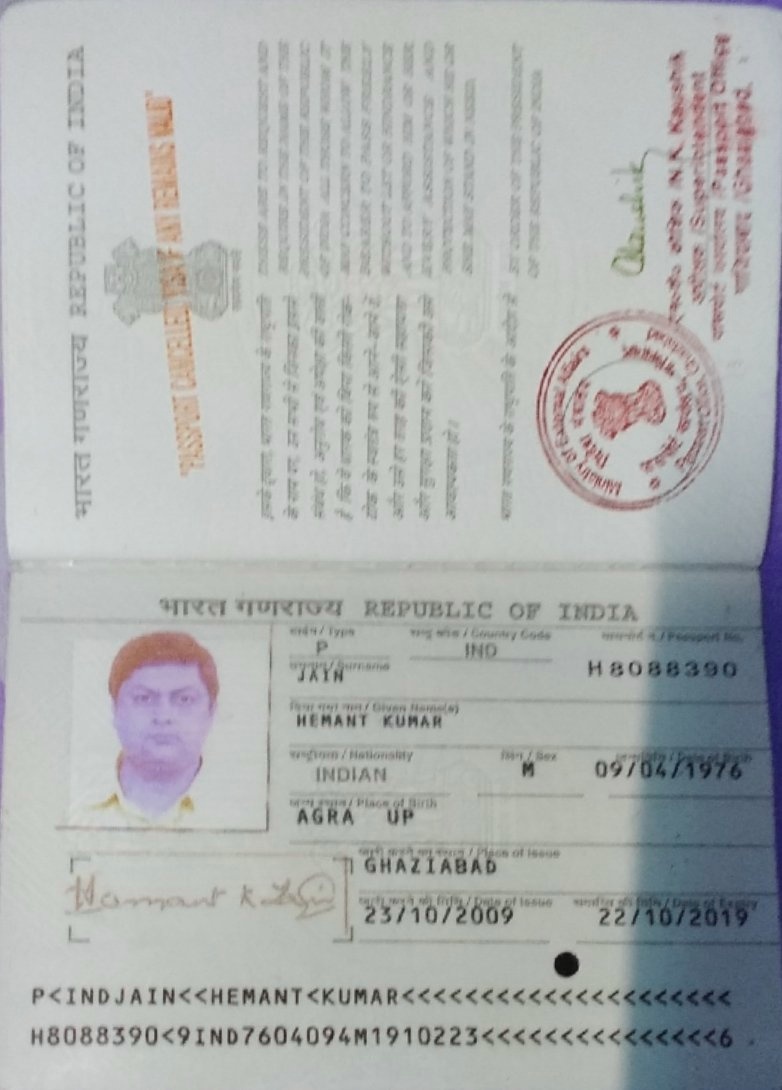 भारत गणराज्य REPUBLIC OF INDIA
"PASSPORT CANCELLED VISA IF ANY REMAINS VALID"
THESE ARE TO REQUEST AND
REQUIRE IN THE NAME OF THE
PRESIDENT OF THE REPUBLIC
OF INDIA ALL THOSE WHOM IT
MAY CONCERN TO ALLOW THE
BEARER TO PASS FREELY
WITHOUT LET OR HINDRANCE
AND TO AFFORD HIM OR HER
EVERY ASSISTANCE AND
PROTECTION OF WHICH HE OR
SHE MAY STAND IN NEED.
BY ORDER OF THE PRESIDENT
OF THE REPUBLIC OF INDIA
N.K. Kaushik
/Superintendent
/Passport Office
/Ghaziabad.
Ministry of External Affairs
भारत गणराज्य REPUBLIC OF INDIA
टाईप / Type
P
राष्ट्र कोड / Country Code
IND
पासपोर्ट न. / Passport No.
H8088390
उपनाम / Surname
JAIN
दिया गया नाम / Given Name(s)
HEMANT KUMAR
राष्ट्रीयता / Nationality
INDIAN
लिंग / Sex
M
जन्मतिथि / Date of Birth
09/04/1976
जन्म स्थान / Place of Birth
AGRA UP
जारी करने का स्थान / Place of Issue
GHAZIABAD
जारी करने की तिथि / Date of Issue
23/10/2009
समाप्ति की तिथि / Date of Expiry
22/10/2019
Hemant K Jain
P<INDJAIN<<HEMANT<KUMAR<<<<<<<<<<<<<<<<<<<<<
H8088390<9IND7604094M1910223<<<<<<<<<<<<<<<6